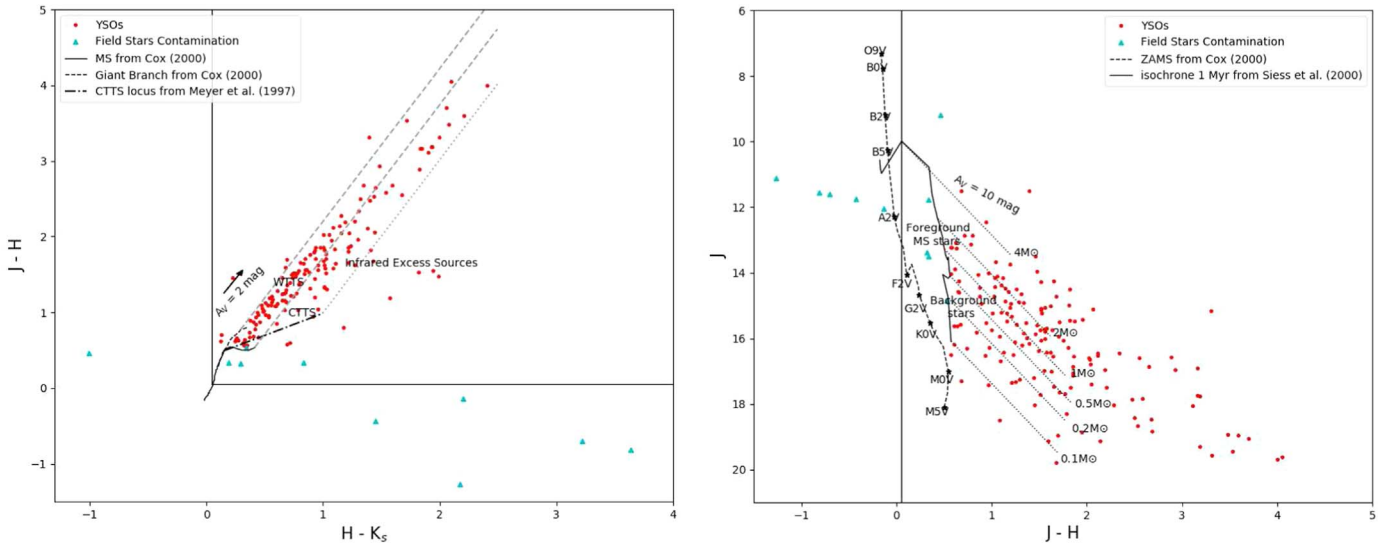 5
4
3
2
1
0
−1
J - H
−1
0
1
2
3
4
H - Ks
YSOs
Field Stars Contamination
MS from Cox (2000)
Giant Branch from Cox (2000)
CTTS locus from Meyer et al. (1997)
AV = 2 mag
WTTS
CTTS
Infrared Excess Sources
6
8
10
12
14
16
18
20
J
−1
0
1
2
3
4
5
J - H
YSOs
Field Stars Contamination
ZAMS from Cox (2000)
isochrone 1 Myr from Siess et al. (2000)
O9V
B0V
B2V
B5V
A2V
F2V
G2V
K0V
M0V
M5V
AV = 10 mag
Foreground
MS stars
Background
stars
4M⊙
2M⊙
1M⊙
0.5M⊙
0.2M⊙
0.1M⊙